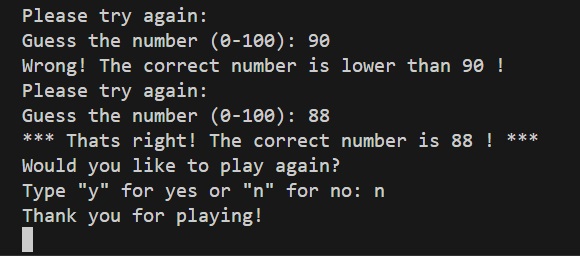 Please try again:
Guess the number (0-100): 90
Wrong! The correct number is lower than 90 !
Please try again:
Guess the number (0-100): 88
*** Thats right! The correct number is 88 ! ***
Would you like to play again?
Type "y" for yes or "n" for no: n
Thank you for playing!